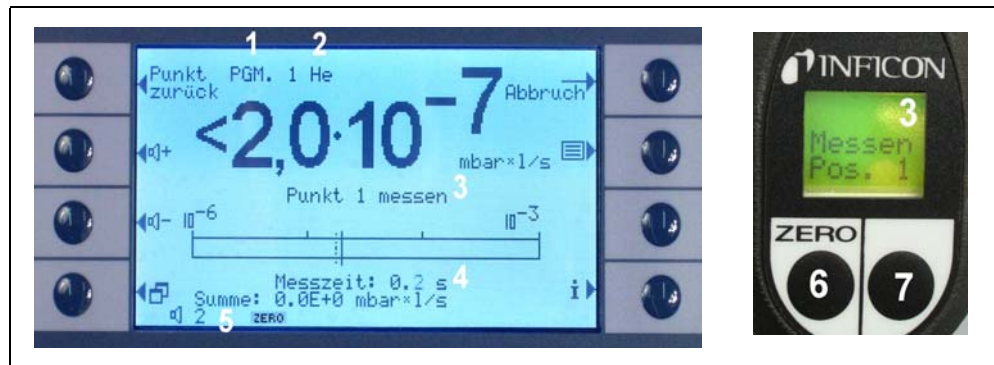 1 2
Punkt PGM. 1 He
zurück
Abbruch
<2,0·10⁻⁷
+
mbar×l/s
Punkt 1 messen 3
-
10⁻⁶ 10⁻³
Messzeit: 0.2 s 4
Summe: 0.0E+0 mbar×l/s
i
2 5 ZERO
INFICON
3
Messen
Pos. 1
ZERO
6 7